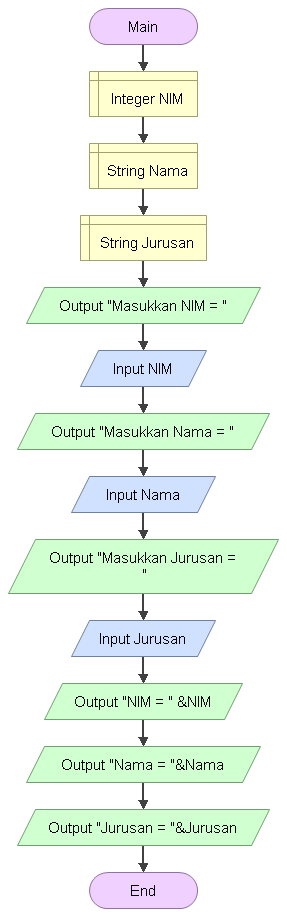 Main
Integer NIM
String Nama
String Jurusan
Output "Masukkan NIM = "
Input NIM
Output "Masukkan Nama = "
Input Nama
Output "Masukkan Jurusan =
"
Input Jurusan
Output "NIM = " &NIM
Output "Nama = "&Nama
Output "Jurusan = "&Jurusan
End